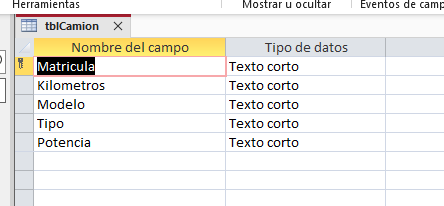 Herramientas Mostrar u ocultar Eventos de camp
tblCamion
Nombre del campo Tipo de datos
Matricula Texto corto
Kilometros Texto corto
Modelo Texto corto
Tipo Texto corto
Potencia Texto corto